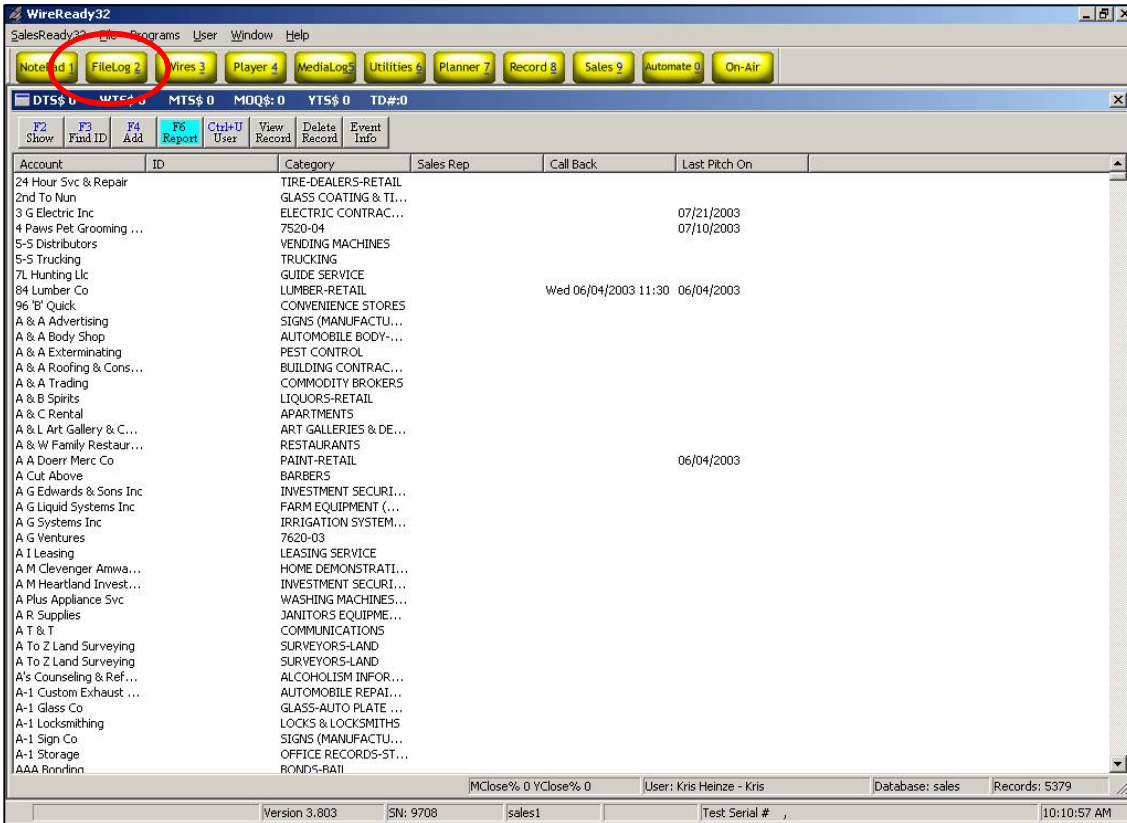 WireReady32
SalesReady32 File Programs User Window Help
NotePad 1 FileLog 2 Wires 3 Player 4 MediaLog5 Utilities 6 Planner 7 Record 8 Sales 9 Automate 0 On-Air
DTS$ 0 WTS$ 0 MTS$ 0 MOQ$: 0 YTS$ 0 TD#:0
F2 Show F3 Find ID F4 Add F6 Report Ctrl+U User View Record Delete Record Event Info
Account ID Category Sales Rep Call Back Last Pitch On
24 Hour Svc & Repair TIRE-DEALERS-RETAIL
2nd To Nun GLASS COATING & TI...
3 G Electric Inc ELECTRIC CONTRAC... 07/21/2003
4 Paws Pet Grooming ... 7520-04 07/10/2003
5-S Distributors VENDING MACHINES
5-S Trucking TRUCKING
7L Hunting Llc GUIDE SERVICE
84 Lumber Co LUMBER-RETAIL Wed 06/04/2003 11:30 06/04/2003
96 'B' Quick CONVENIENCE STORES
A & A Advertising SIGNS (MANUFACTU...
A & A Body Shop AUTOMOBILE BODY-...
A & A Exterminating PEST CONTROL
A & A Roofing & Cons... BUILDING CONTRAC...
A & A Trading COMMODITY BROKERS
A & B Spirits LIQUORS-RETAIL
A & C Rental APARTMENTS
A & L Art Gallery & C... ART GALLERIES & DE...
A & W Family Restaur... RESTAURANTS
A A Doerr Merc Co PAINT-RETAIL 06/04/2003
A Cut Above BARBERS
A G Edwards & Sons Inc INVESTMENT SECURI...
A G Liquid Systems Inc FARM EQUIPMENT (...
A G Systems Inc IRRIGATION SYSTEM...
A G Ventures 7620-03
A I Leasing LEASING SERVICE
A M Clevenger Amwa... HOME DEMONSTRATI...
A M Heartland Invest... INVESTMENT SECURI...
A Plus Appliance Svc WASHING MACHINES...
A R Supplies JANITORS EQUIPME...
A T & T COMMUNICATIONS
A To Z Land Surveying SURVEYORS-LAND
A To Z Land Surveying SURVEYORS-LAND
A's Counseling & Ref... ALCOHOLISM INFOR...
A-1 Custom Exhaust ... AUTOMOBILE REPAI...
A-1 Glass Co GLASS-AUTO PLATE ...
A-1 Locksmithing LOCKS & LOCKSMITHS
A-1 Sign Co SIGNS (MANUFACTU...
A-1 Storage OFFICE RECORDS-ST...
AAA Bonding BONDS-BAIL
MClose% 0 YClose% 0 User: Kris Heinze - Kris Database: sales Records: 5379
Version 3.803 SN: 9708 sales1 Test Serial # , 10:10:57 AM